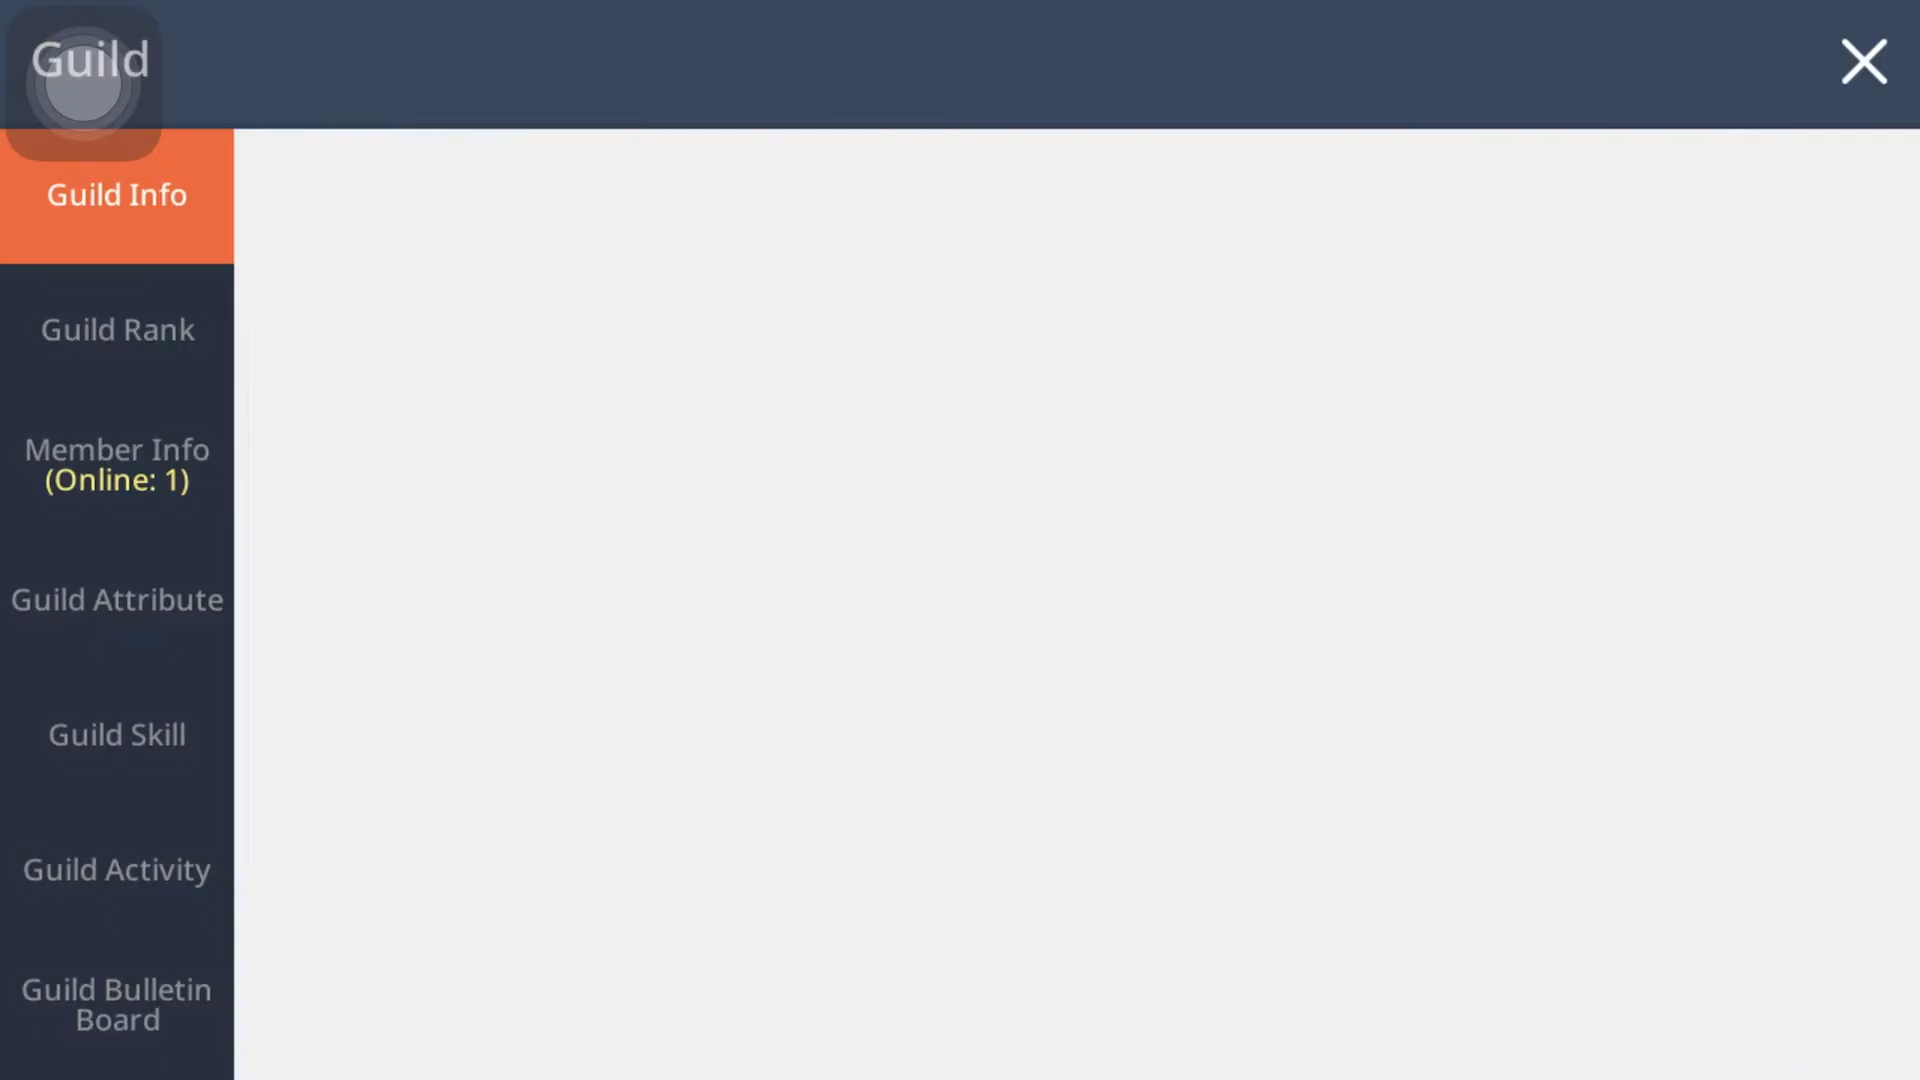 Guild
Guild Info
Guild Rank
Member Info
(Online: 1)
Guild Attribute
Guild Skill
Guild Activity
Guild Bulletin
Board